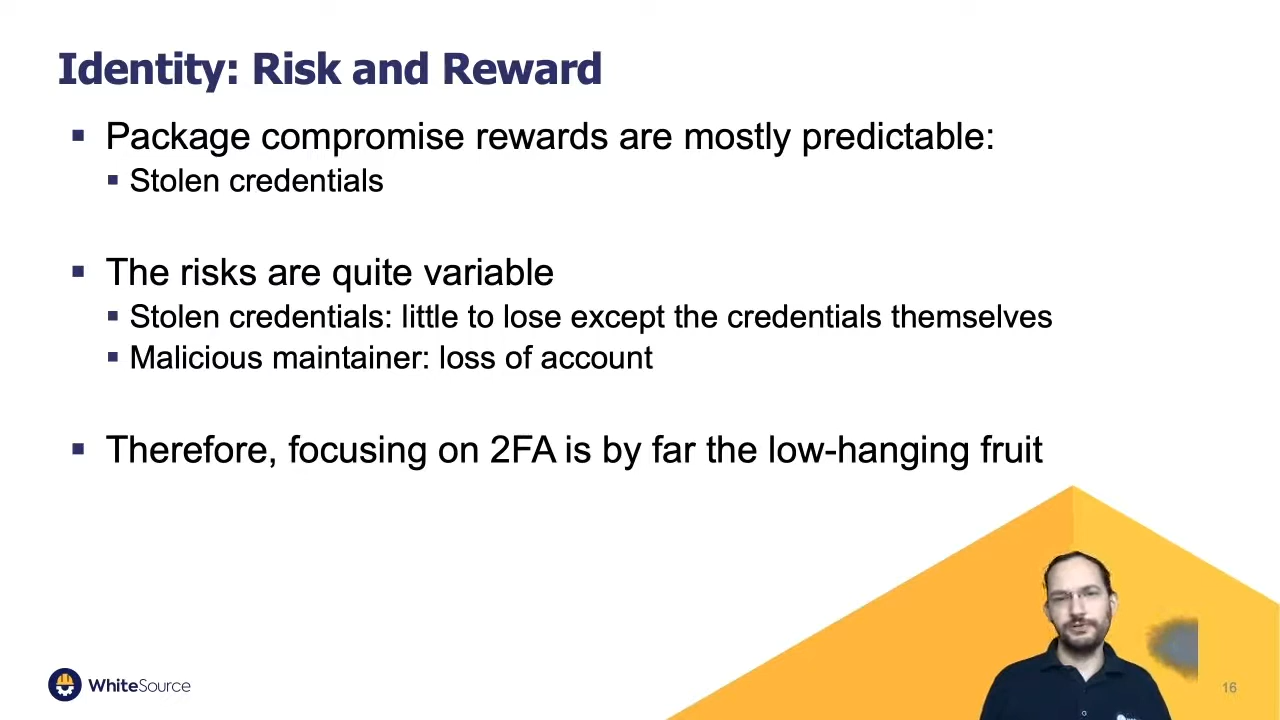 Identity: Risk and Reward
Package compromise rewards are mostly predictable:
Stolen credentials
The risks are quite variable
Stolen credentials: little to lose except the credentials themselves
Malicious maintainer: loss of account
Therefore, focusing on 2FA is by far the low-hanging fruit
WhiteSource
16